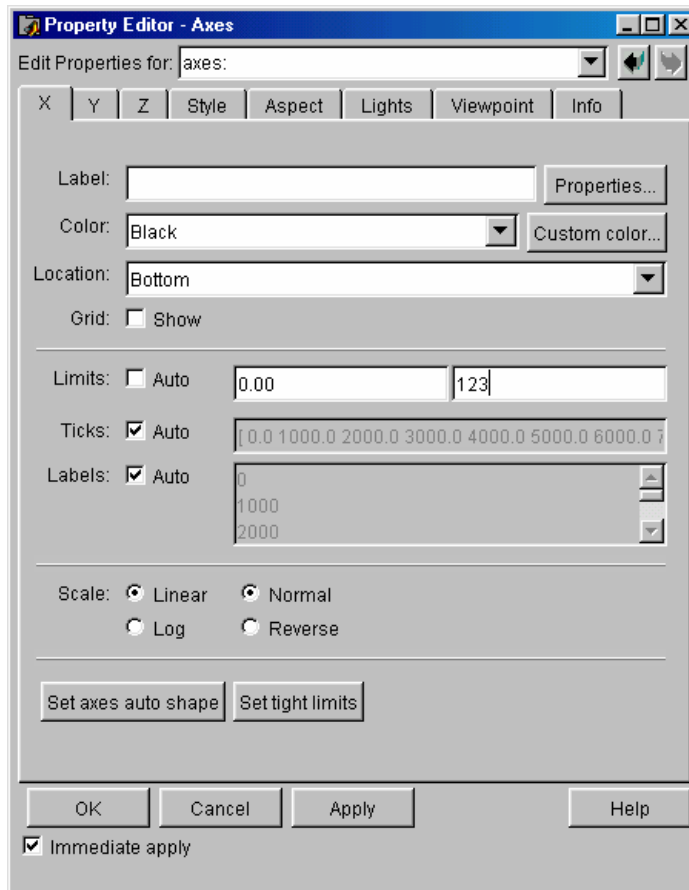 Property Editor - Axes
Edit Properties for: axes:
X Y Z Style Aspect Lights Viewpoint Info
Label: Properties...
Color: Black Custom color...
Location: Bottom
Grid: Show
Limits: Auto 0.00 123
Ticks: Auto [ 0.0 1000.0 2000.0 3000.0 4000.0 5000.0 6000.0 7
Labels: Auto 0
1000
2000
Scale: Linear Normal
Log Reverse
Set axes auto shape Set tight limits
OK Cancel Apply Help
Immediate apply